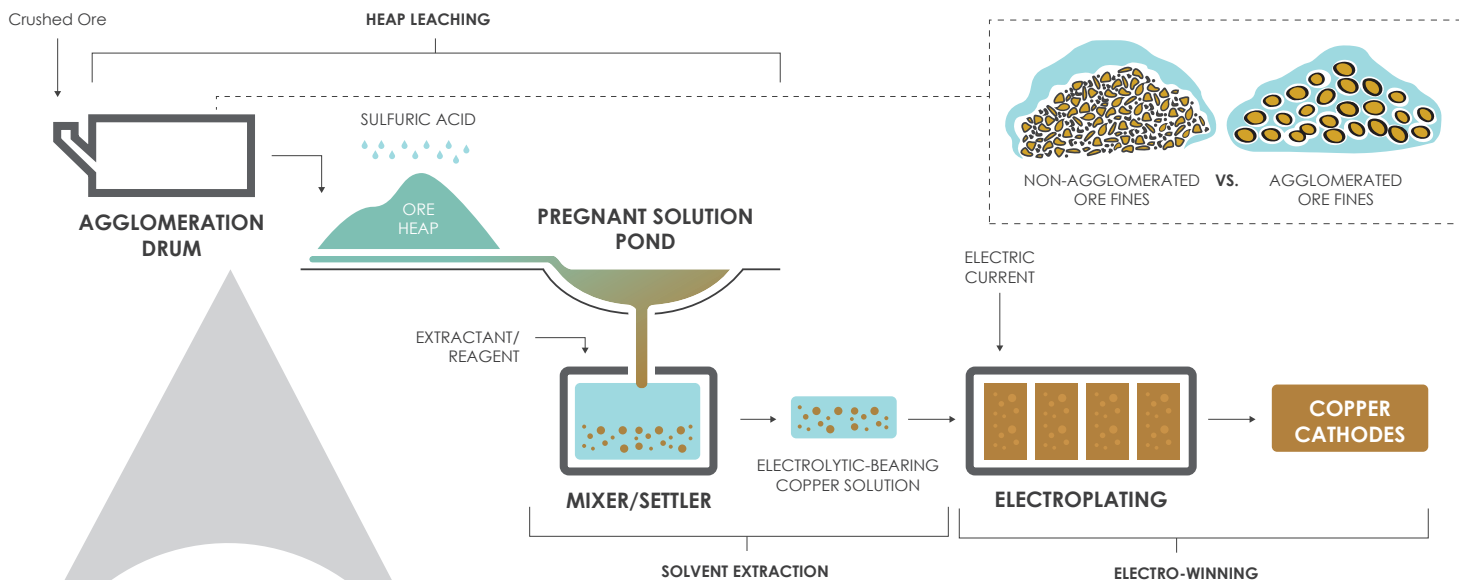 Crushed Ore
HEAP LEACHING
SULFURIC ACID
ORE
HEAP
AGGLOMERATION
DRUM
PREGNANT SOLUTION
POND
NON-AGGLOMERATED
ORE FINES
VS.
AGGLOMERATED
ORE FINES
EXTRACTANT/
REAGENT
ELECTRIC
CURRENT
MIXER/SETTLER
ELECTROLYTIC-BEARING
COPPER SOLUTION
ELECTROPLATING
COPPER
CATHODES
SOLVENT EXTRACTION
ELECTRO-WINNING